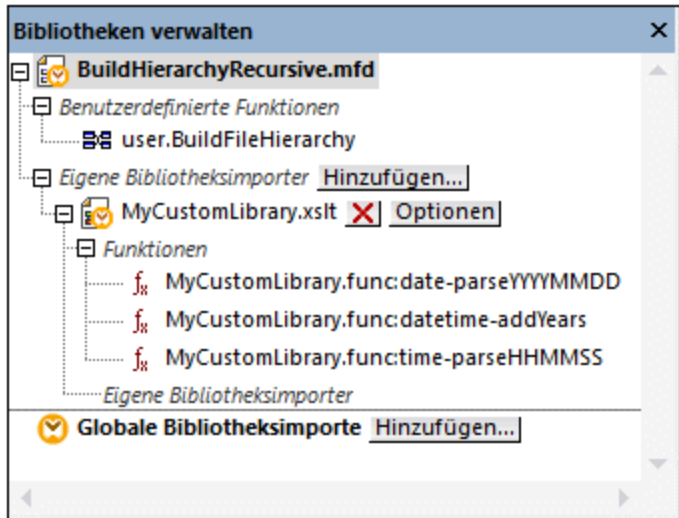 Bibliotheken verwalten
BuildHierarchyRecursive.mfd
Benutzerdefinierte Funktionen
user.BuildFileHierarchy
Eigene Bibliotheksimporter Hinzufügen...
MyCustomLibrary.xslt Optionen
Funktionen
MyCustomLibrary.func:date-parseYYYYMMDD
MyCustomLibrary.func:datetime-addYears
MyCustomLibrary.func:time-parseHHMMSS
Eigene Bibliotheksimporter
Globale Bibliotheksimporte Hinzufügen...